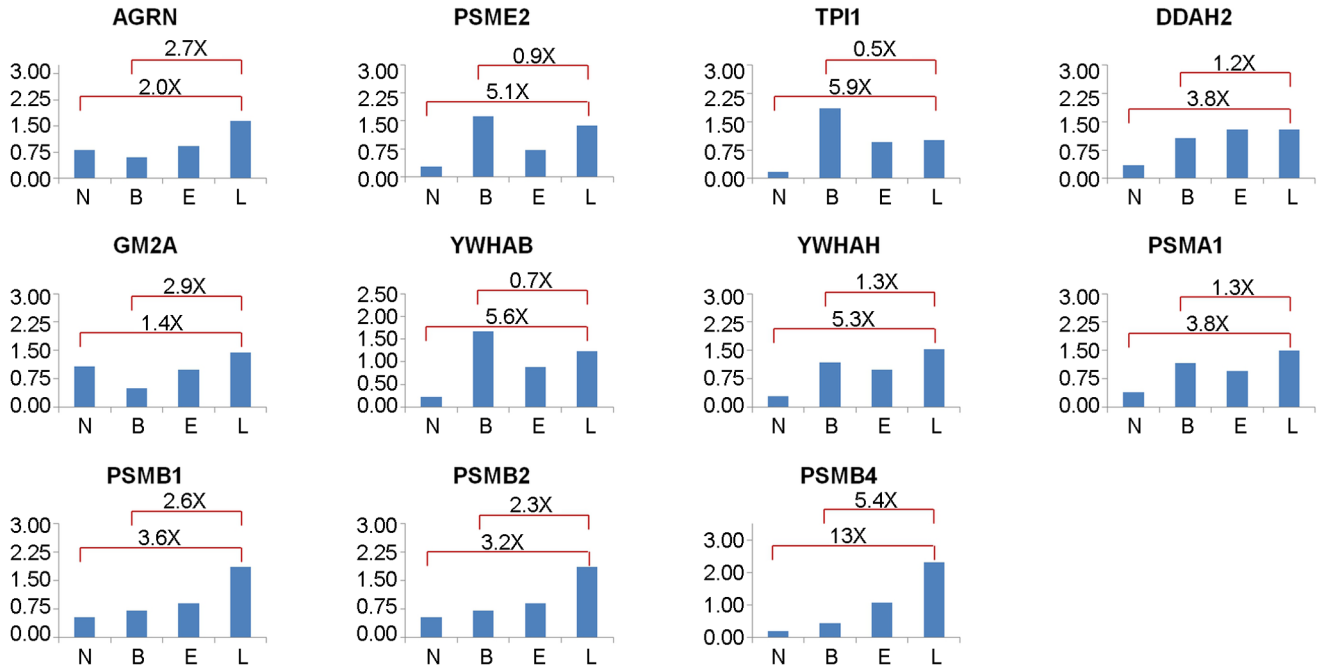 AGRN
2.7X
3.00
2.0X
2.25
1.50
0.75
0.00
N B E L
PSME2
0.9X
3.00
5.1X
2.25
1.50
0.75
0.00
N B E L
TPI1
0.5X
3.00
5.9X
2.25
1.50
0.75
0.00
N B E L
DDAH2
1.2X
3.00
3.8X
2.25
1.50
0.75
0.00
N B E L
GM2A
2.9X
3.00
1.4X
2.25
1.50
0.75
0.00
N B E L
YWHAB
0.7X
2.50
5.6X
2.00
1.50
1.00
0.50
0.00
N B E L
YWHAH
1.3X
3.00
5.3X
2.25
1.50
0.75
0.00
N B E L
PSMA1
1.3X
3.00
3.8X
2.25
1.50
0.75
0.00
N B E L
PSMB1
2.6X
3.00
3.6X
2.25
1.50
0.75
0.00
N B E L
PSMB2
2.3X
3.00
3.2X
2.25
1.50
0.75
0.00
N B E L
PSMB4
5.4X
3.00
13X
2.00
1.00
0.00
N B E L